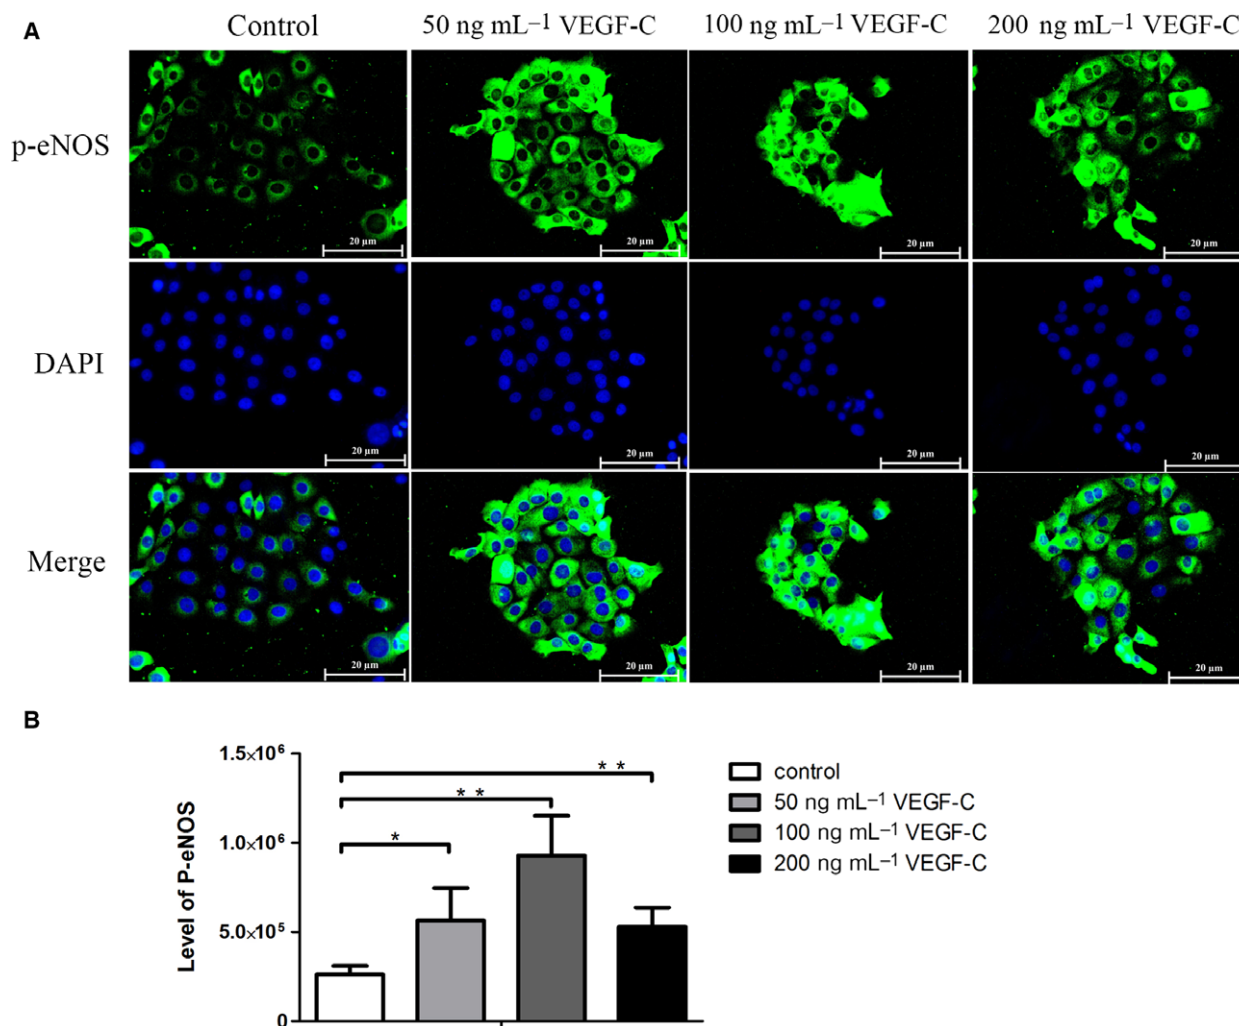 A
Control
50 ng mL⁻¹ VEGF-C
100 ng mL⁻¹ VEGF-C
200 ng mL⁻¹ VEGF-C
p-eNOS
20 µm
20 µm
20 µm
20 µm
DAPI
20 µm
20 µm
20 µm
20 µm
Merge
20 µm
20 µm
20 µm
20 µm
B
Level of P-eNOS
1.5×10⁶
1.0×10⁶
5.0×10⁵
0
* *
* *
*
control
50 ng mL⁻¹ VEGF-C
100 ng mL⁻¹ VEGF-C
200 ng mL⁻¹ VEGF-C